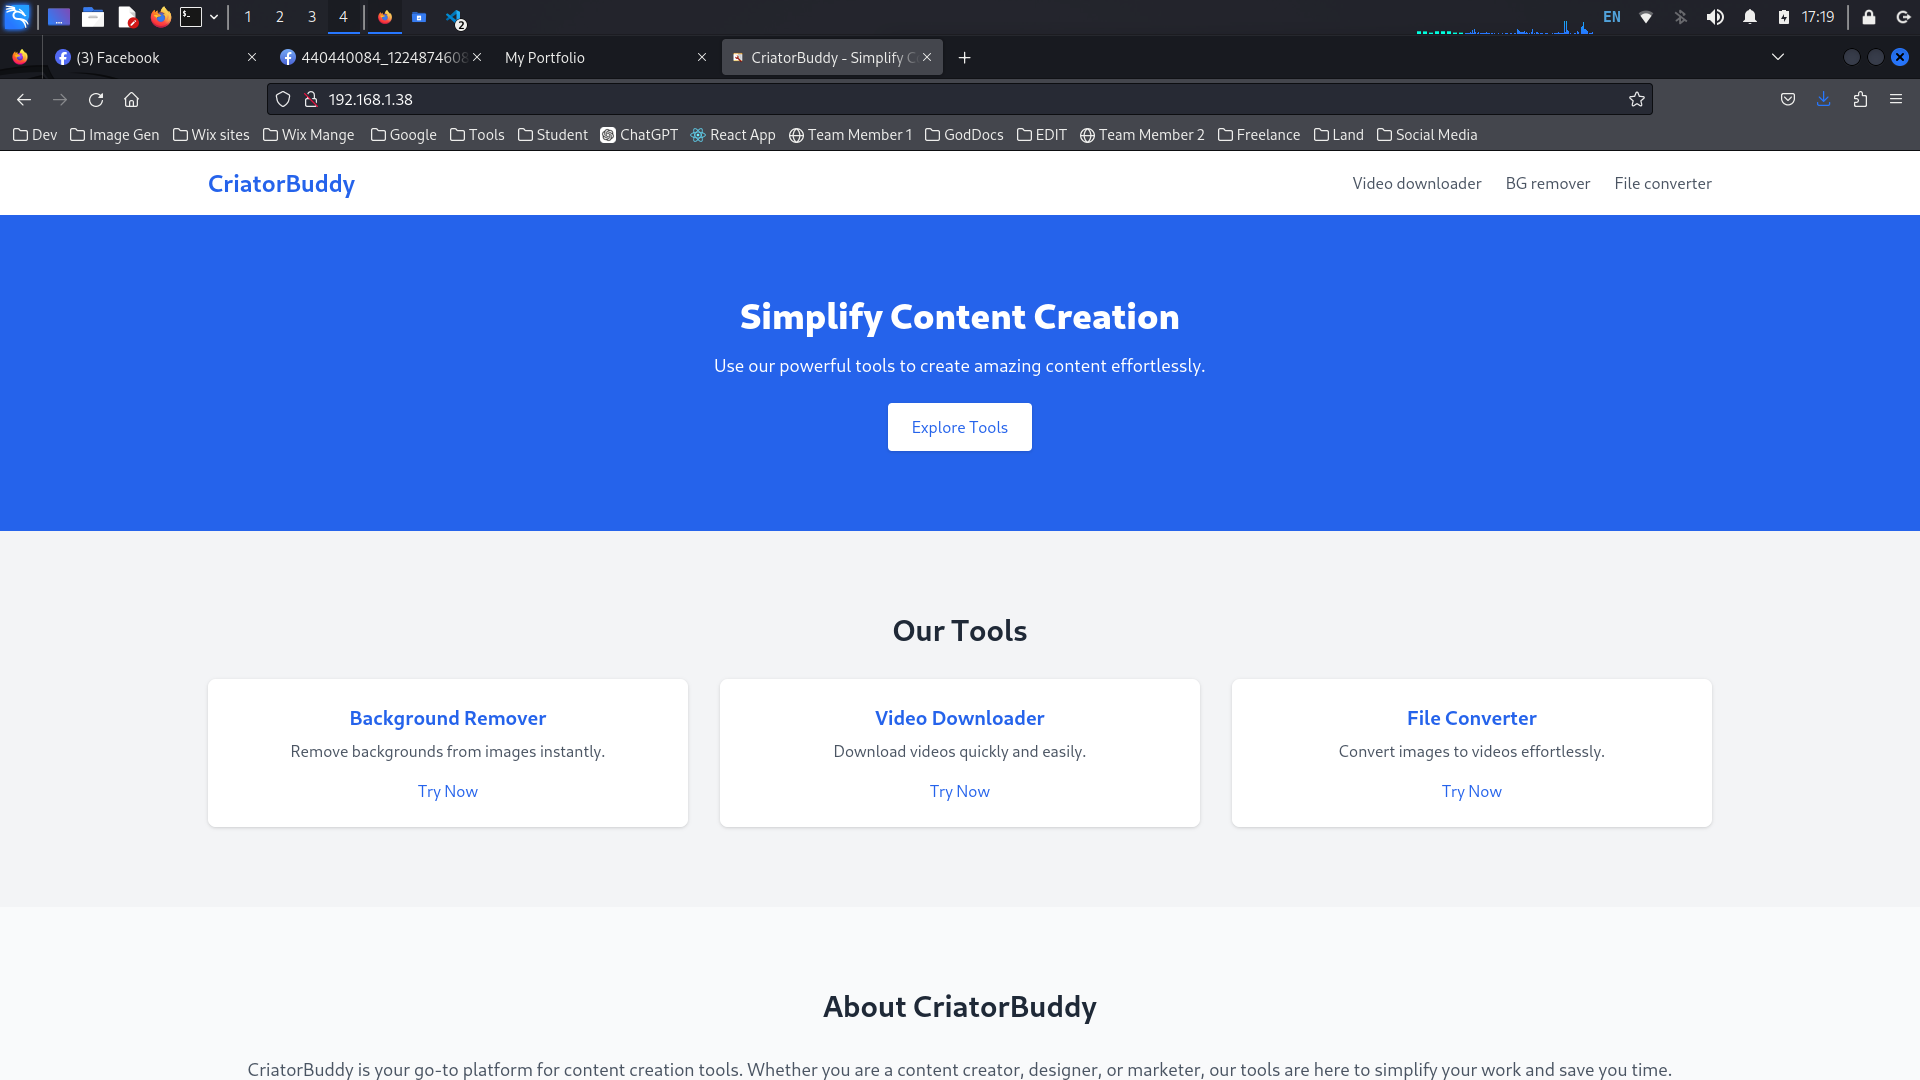 1 2 3 4 2 EN 17:19
(3) Facebook 440440084_1224874608 My Portfolio CriatorBuddy - Simplify C
192.168.1.38
Dev Image Gen Wix sites Wix Mange Google Tools Student ChatGPT React App Team Member 1 GodDocs EDIT Team Member 2 Freelance Land Social Media
CriatorBuddy Video downloader BG remover File converter
Simplify Content Creation
Use our powerful tools to create amazing content effortlessly.
Explore Tools
Our Tools
Background Remover Video Downloader File Converter
Remove backgrounds from images instantly. Download videos quickly and easily. Convert images to videos effortlessly.
Try Now Try Now Try Now
About CriatorBuddy
CriatorBuddy is your go-to platform for content creation tools. Whether you are a content creator, designer, or marketer, our tools are here to simplify your work and save you time.